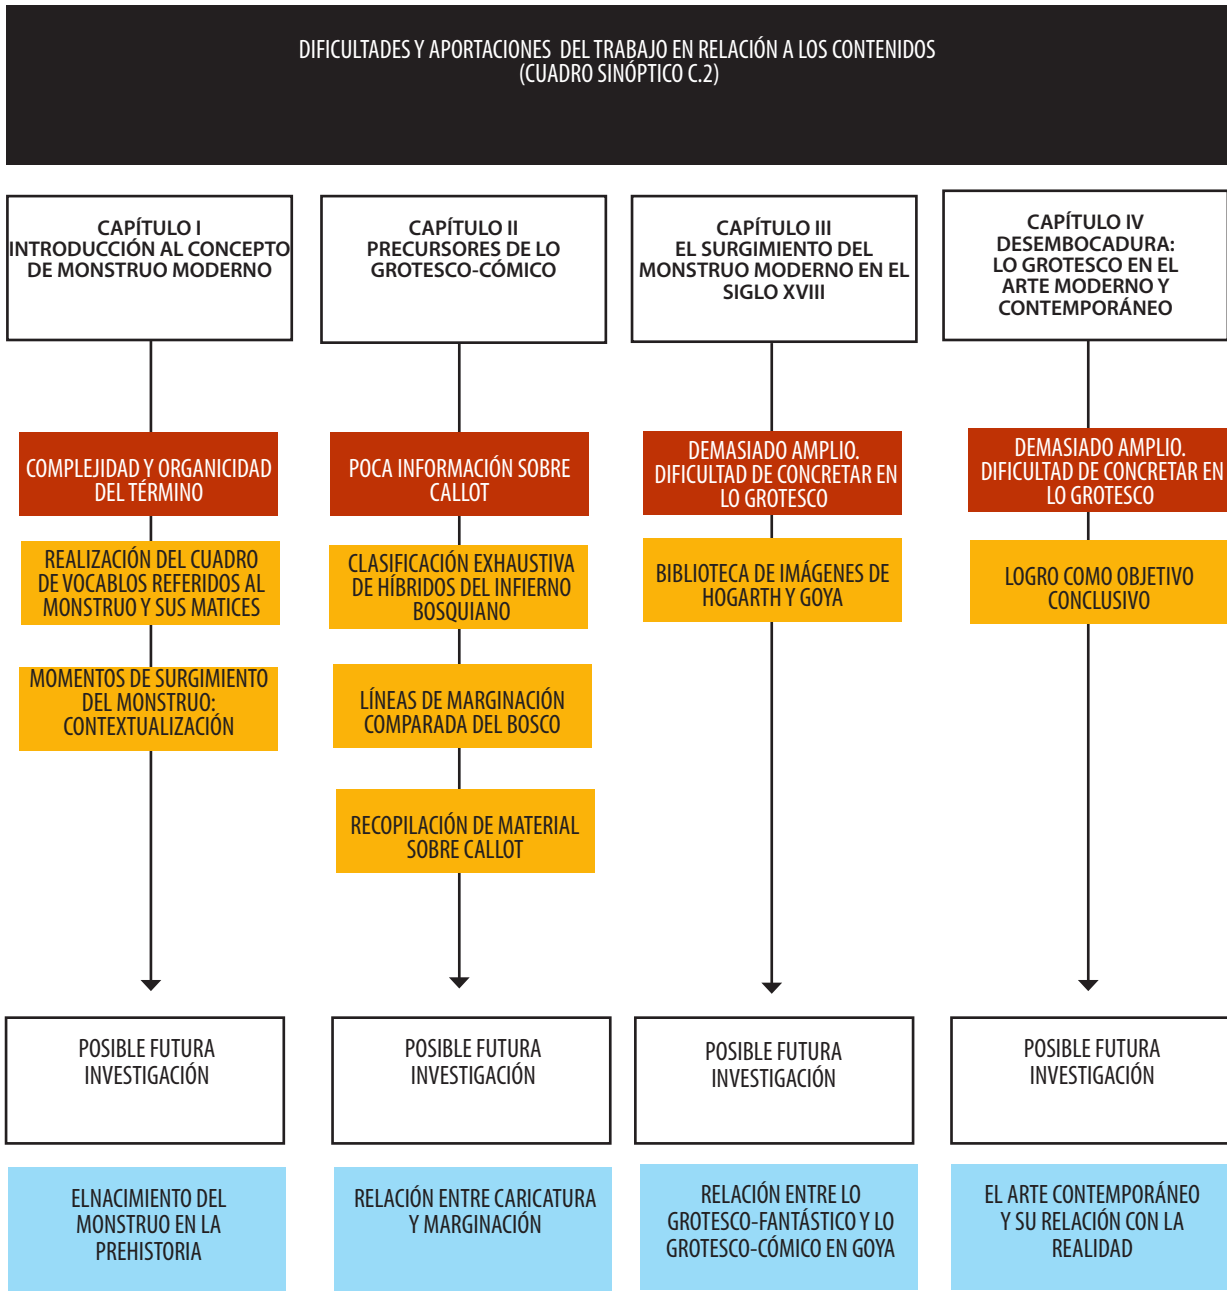 DIFICULTADES Y APORTACIONES DEL TRABAJO EN RELACIÓN A LOS CONTENIDOS
(CUADRO SINÓPTICO C.2)
CAPÍTULO I
INTRODUCCIÓN AL CONCEPTO
DE MONSTRUO MODERNO
COMPLEJIDAD Y ORGANICIDAD
DEL TÉRMINO
REALIZACIÓN DEL CUADRO
DE VOCABLOS REFERIDOS AL
MONSTRUO Y SUS MATICES
MOMENTOS DE SURGIMIENTO
DEL MONSTRUO:
CONTEXTUALIZACIÓN
POSIBLE FUTURA
INVESTIGACIÓN
ELNACIMIENTO DEL
MONSTRUO EN LA
PREHISTORIA
CAPÍTULO II
PRECURSORES DE LO
GROTESCO-CÓMICO
POCA INFORMACIÓN SOBRE
CALLOT
CLASIFICACIÓN EXHAUSTIVA
DE HÍBRIDOS DEL INFIERNO
BOSQUIANO
LÍNEAS DE MARGINACIÓN
COMPARADA DEL BOSCO
RECOPILACIÓN DE MATERIAL
SOBRE CALLOT
POSIBLE FUTURA
INVESTIGACIÓN
RELACIÓN ENTRE CARICATURA
Y MARGINACIÓN
CAPÍTULO III
EL SURGIMIENTO DEL
MONSTRUO MODERNO EN EL
SIGLO XVIII
DEMASIADO AMPLIO.
DIFICULTAD DE CONCRETAR EN
LO GROTESCO
BIBLIOTECA DE IMÁGENES DE
HOGARTH Y GOYA
POSIBLE FUTURA
INVESTIGACIÓN
RELACIÓN ENTRE LO
GROTESCO-FANTÁSTICO Y LO
GROTESCO-CÓMICO EN GOYA
CAPÍTULO IV
DESEMBOCADURA:
LO GROTESCO EN EL
ARTE MODERNO Y
CONTEMPORÁNEO
DEMASIADO AMPLIO.
DIFICULTAD DE CONCRETAR EN
LO GROTESCO
LOGRO COMO OBJETIVO
CONCLUSIVO
POSIBLE FUTURA
INVESTIGACIÓN
EL ARTE CONTEMPORÁNEO
Y SU RELACIÓN CON LA
REALIDAD